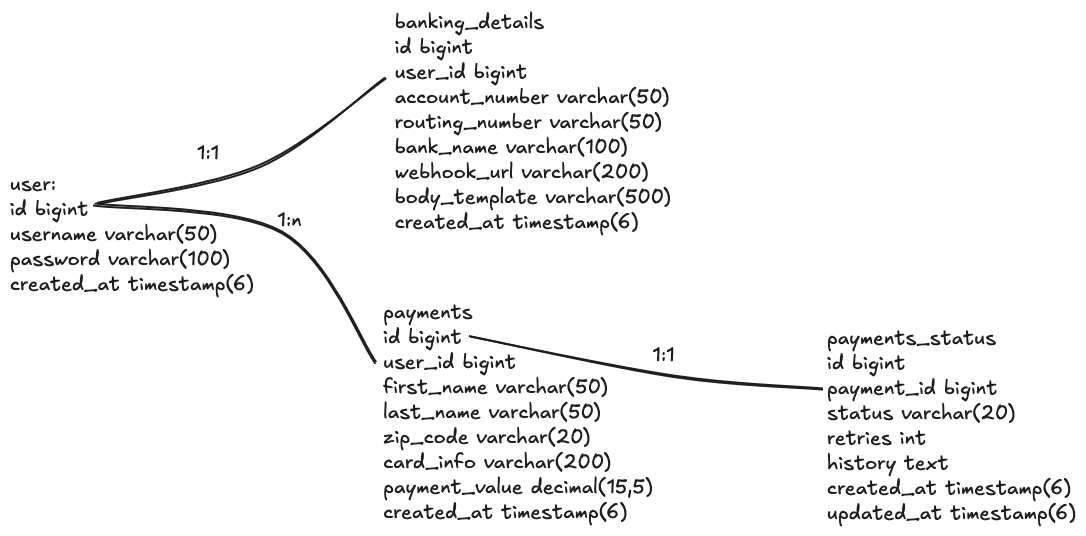 banking_details
id bigint
user_id bigint
account_number varchar(50)
routing_number varchar(50)
bank_name varchar(100)
webhook_url varchar(200)
body_template varchar(500)
created_at timestamp(6)
1:1
user:
id bigint
username varchar(50)
password varchar(100)
created_at timestamp(6)
1:n
payments
id bigint
user_id bigint
first_name varchar(50)
last_name varchar(50)
zip_code varchar(20)
card_info varchar(200)
payment_value decimal(15,5)
created_at timestamp(6)
1:1
payments_status
id bigint
payment_id bigint
status varchar(20)
retries int
history text
created_at timestamp(6)
updated_at timestamp(6)